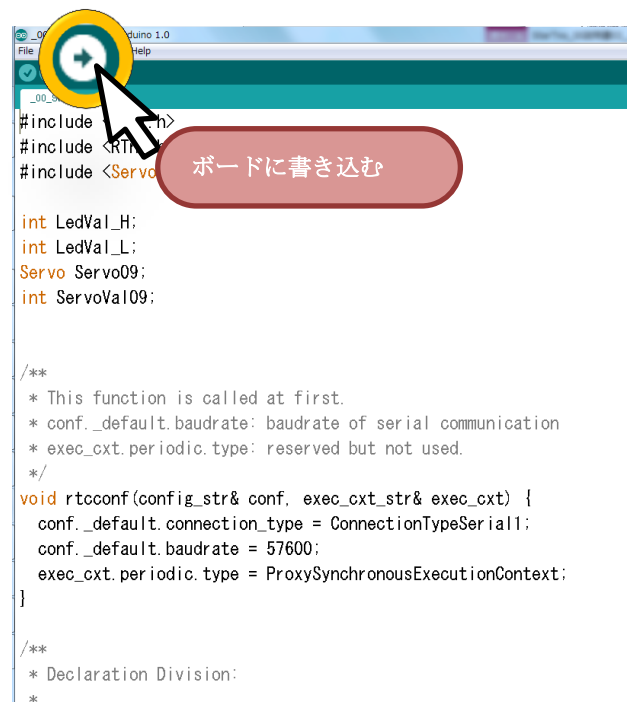 duino 1.0
File
Help
_00_S
#include < .h>
#include <RTn
#include <Servo
ボードに書き込む
int LedVal_H;
int LedVal_L;
Servo Servo09;
int ServoVal09;
/**
* This function is called at first.
* conf._default.baudrate: baudrate of serial communication
* exec_cxt.periodic.type: reserved but not used.
*/
void rtcconf(config_str& conf, exec_cxt_str& exec_cxt) {
conf._default.connection_type = ConnectionTypeSerial1;
conf._default.baudrate = 57600;
exec_cxt.periodic.type = ProxySynchronousExecutionContext;
}
/**
* Declaration Division:
*